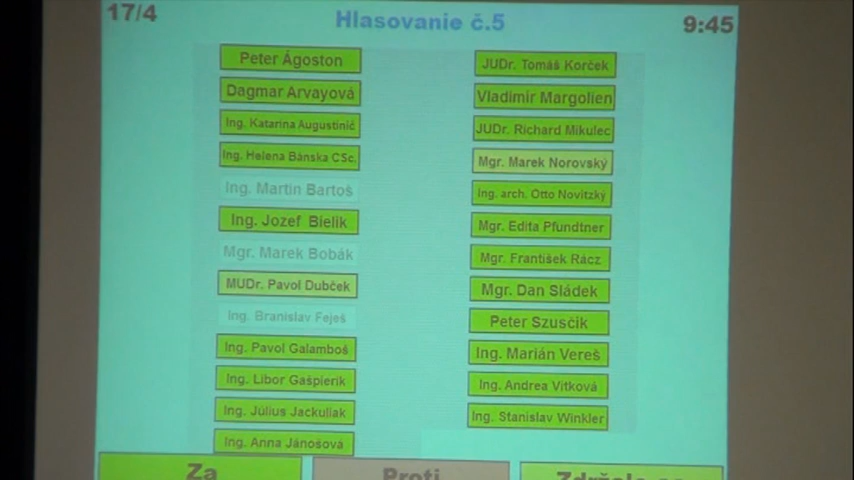 17/4
Hlasovanie č.5
9:45
Peter Ágoston
Dagmar Arvayová
Ing. Katarína Augustinič
Ing. Helena Bánska CSc.
Ing. Martin Bartoš
Ing. Jozef Bielik
Mgr. Marek Bobák
MUDr. Pavol Dubček
Ing. Branislav Feješ
Ing. Pavol Galamboš
Ing. Libor Gašpierik
Ing. Július Jackuliak
Ing. Anna Jánošová
JUDr. Tomáš Korček
Vladimír Margolien
JUDr. Richard Mikulec
Mgr. Marek Norovský
Ing. arch. Otto Novitzký
Mgr. Edita Pfundtner
Mgr. František Rácz
Mgr. Dan Sládek
Peter Szusčik
Ing. Marián Vereš
Ing. Andrea Vítková
Ing. Stanislav Winkler
Za
Proti